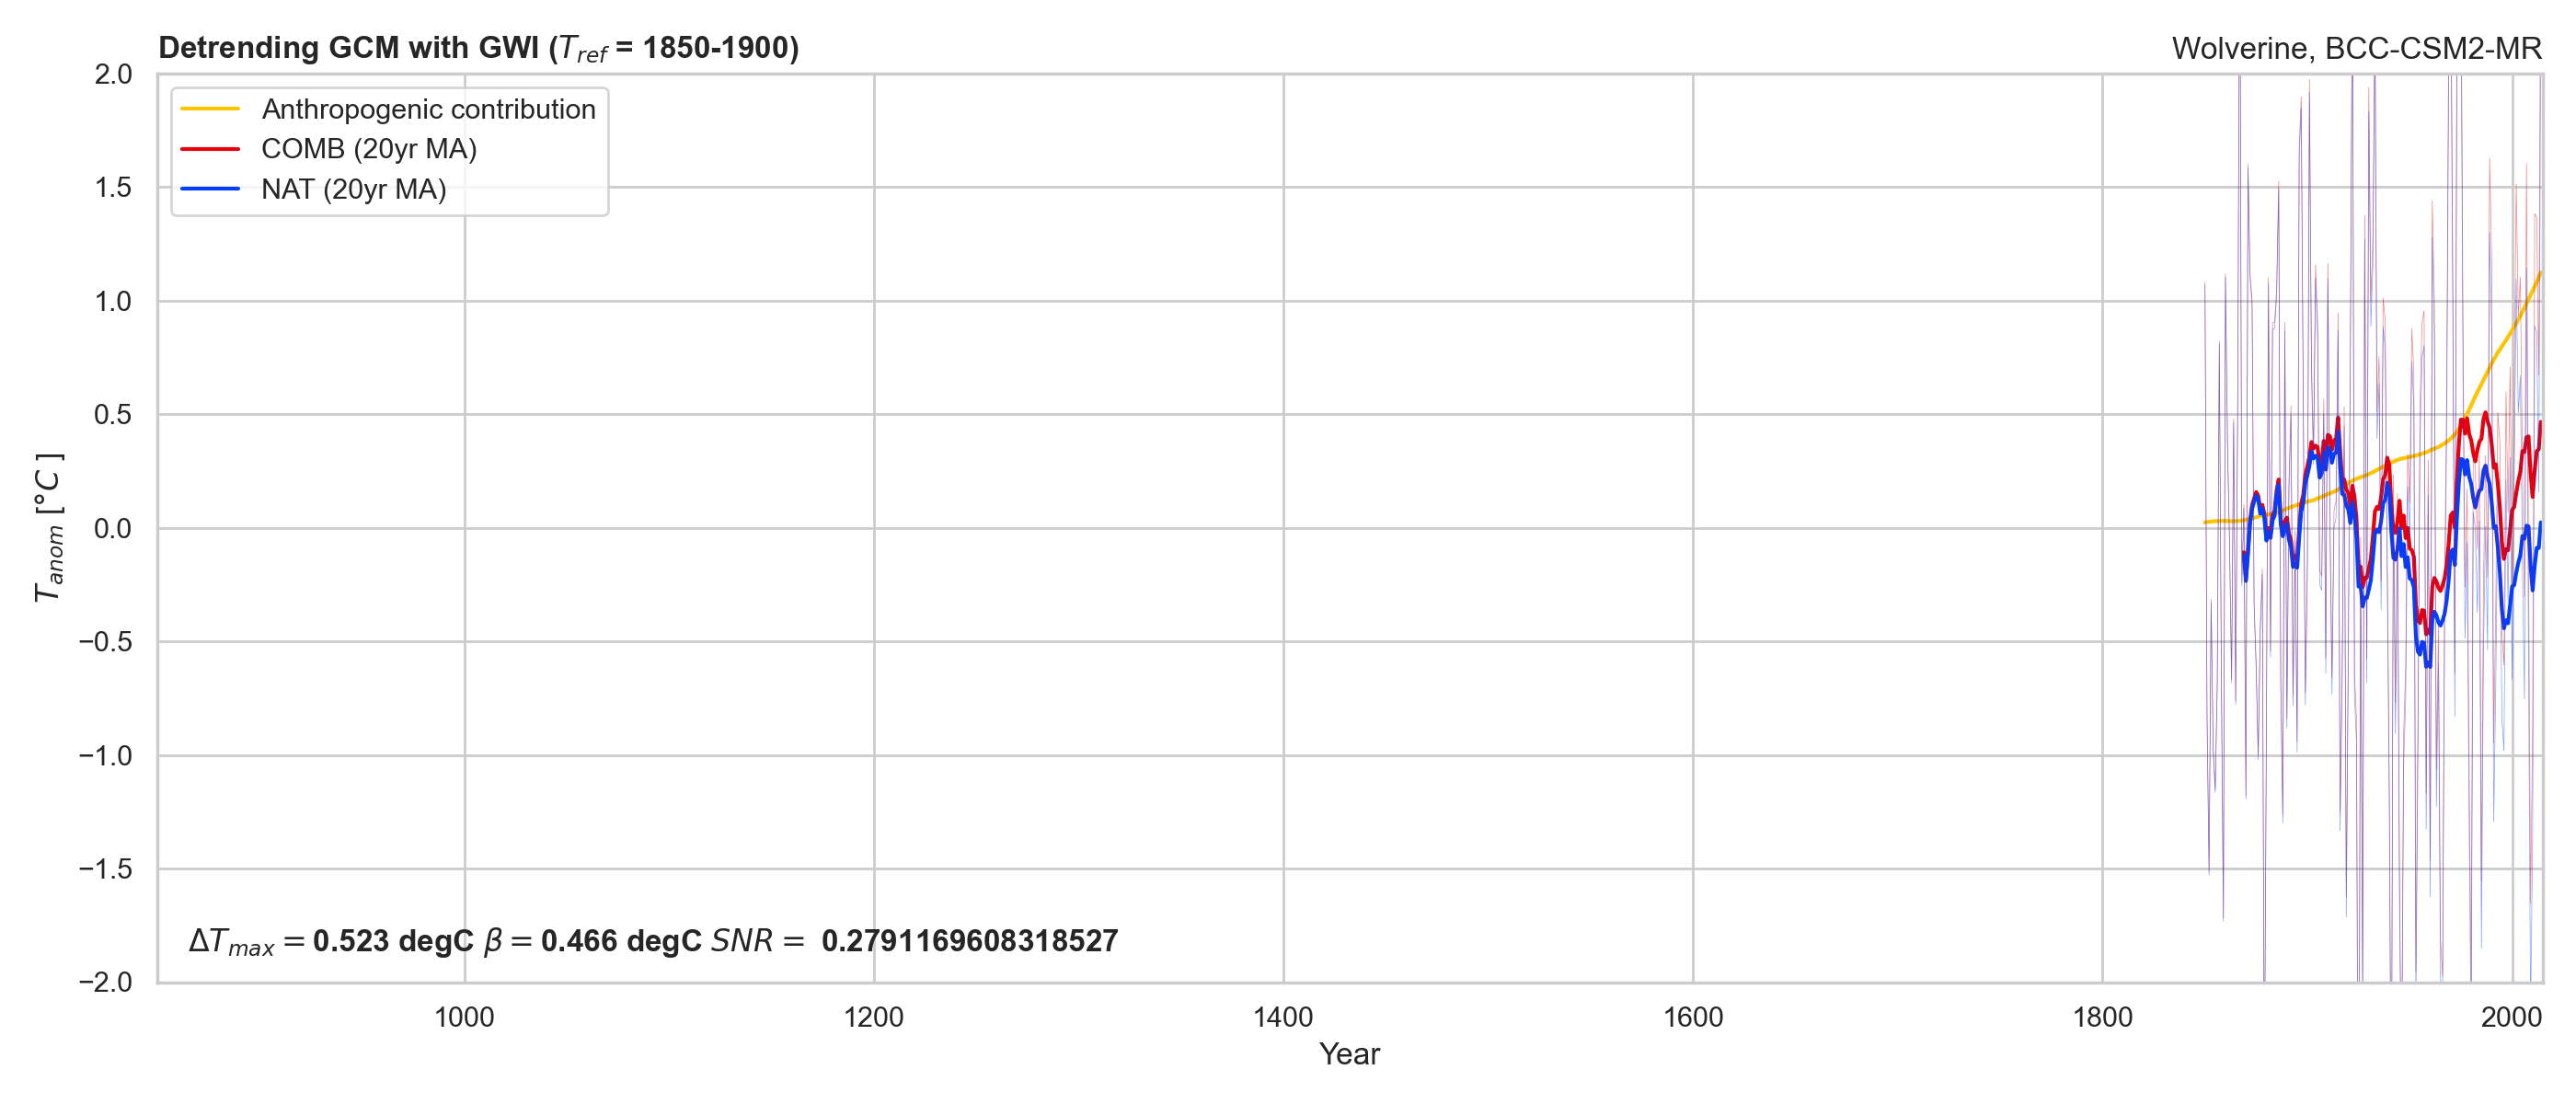 Detrending GCM with GWI (T_ref = 1850-1900)
Wolverine, BCC-CSM2-MR
Anthropogenic contribution
COMB (20yr MA)
NAT (20yr MA)
2.0
1.5
1.0
0.5
0.0
−0.5
−1.0
−1.5
−2.0
T_anom [°C ]
ΔT_max = 0.523 degC β = 0.466 degC SNR = 0.2791169608318527
1000 1200 1400 1600 1800 2000
Year